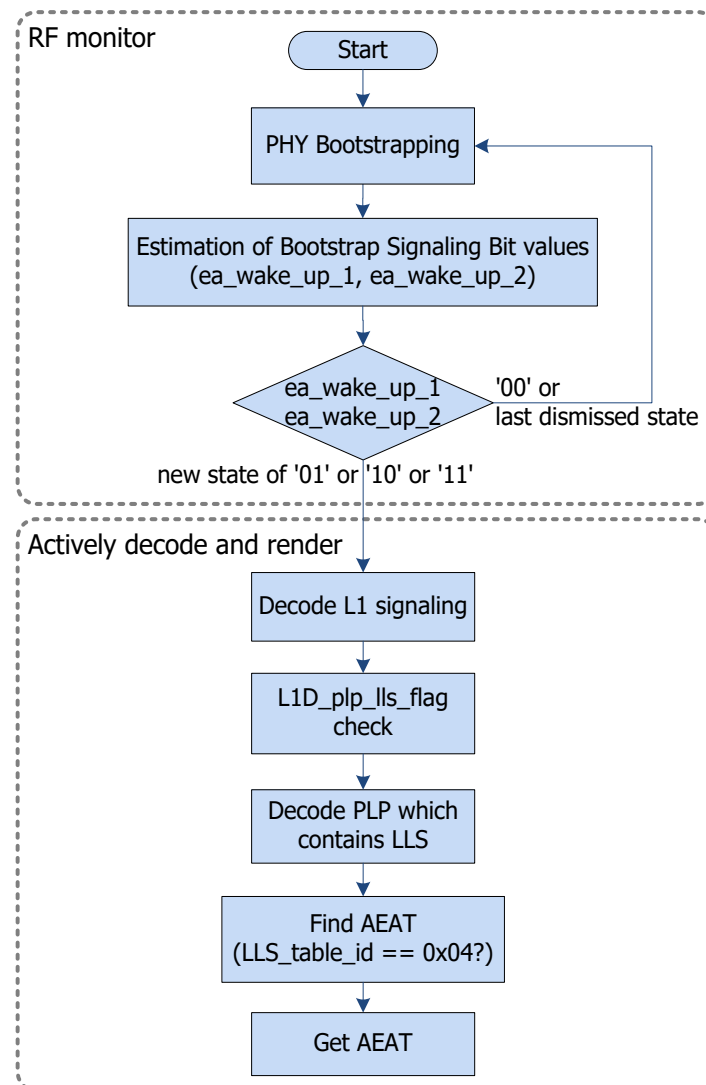 RF monitor
Start
PHY Bootstrapping
Estimation of Bootstrap Signaling Bit values
(ea_wake_up_1, ea_wake_up_2)
ea_wake_up_1
ea_wake_up_2
'00' or
last dismissed state
new state of '01' or '10' or '11'
Actively decode and render
Decode L1 signaling
L1D_plp_lls_flag
check
Decode PLP which
contains LLS
Find AEAT
(LLS_table_id == 0x04?)
Get AEAT